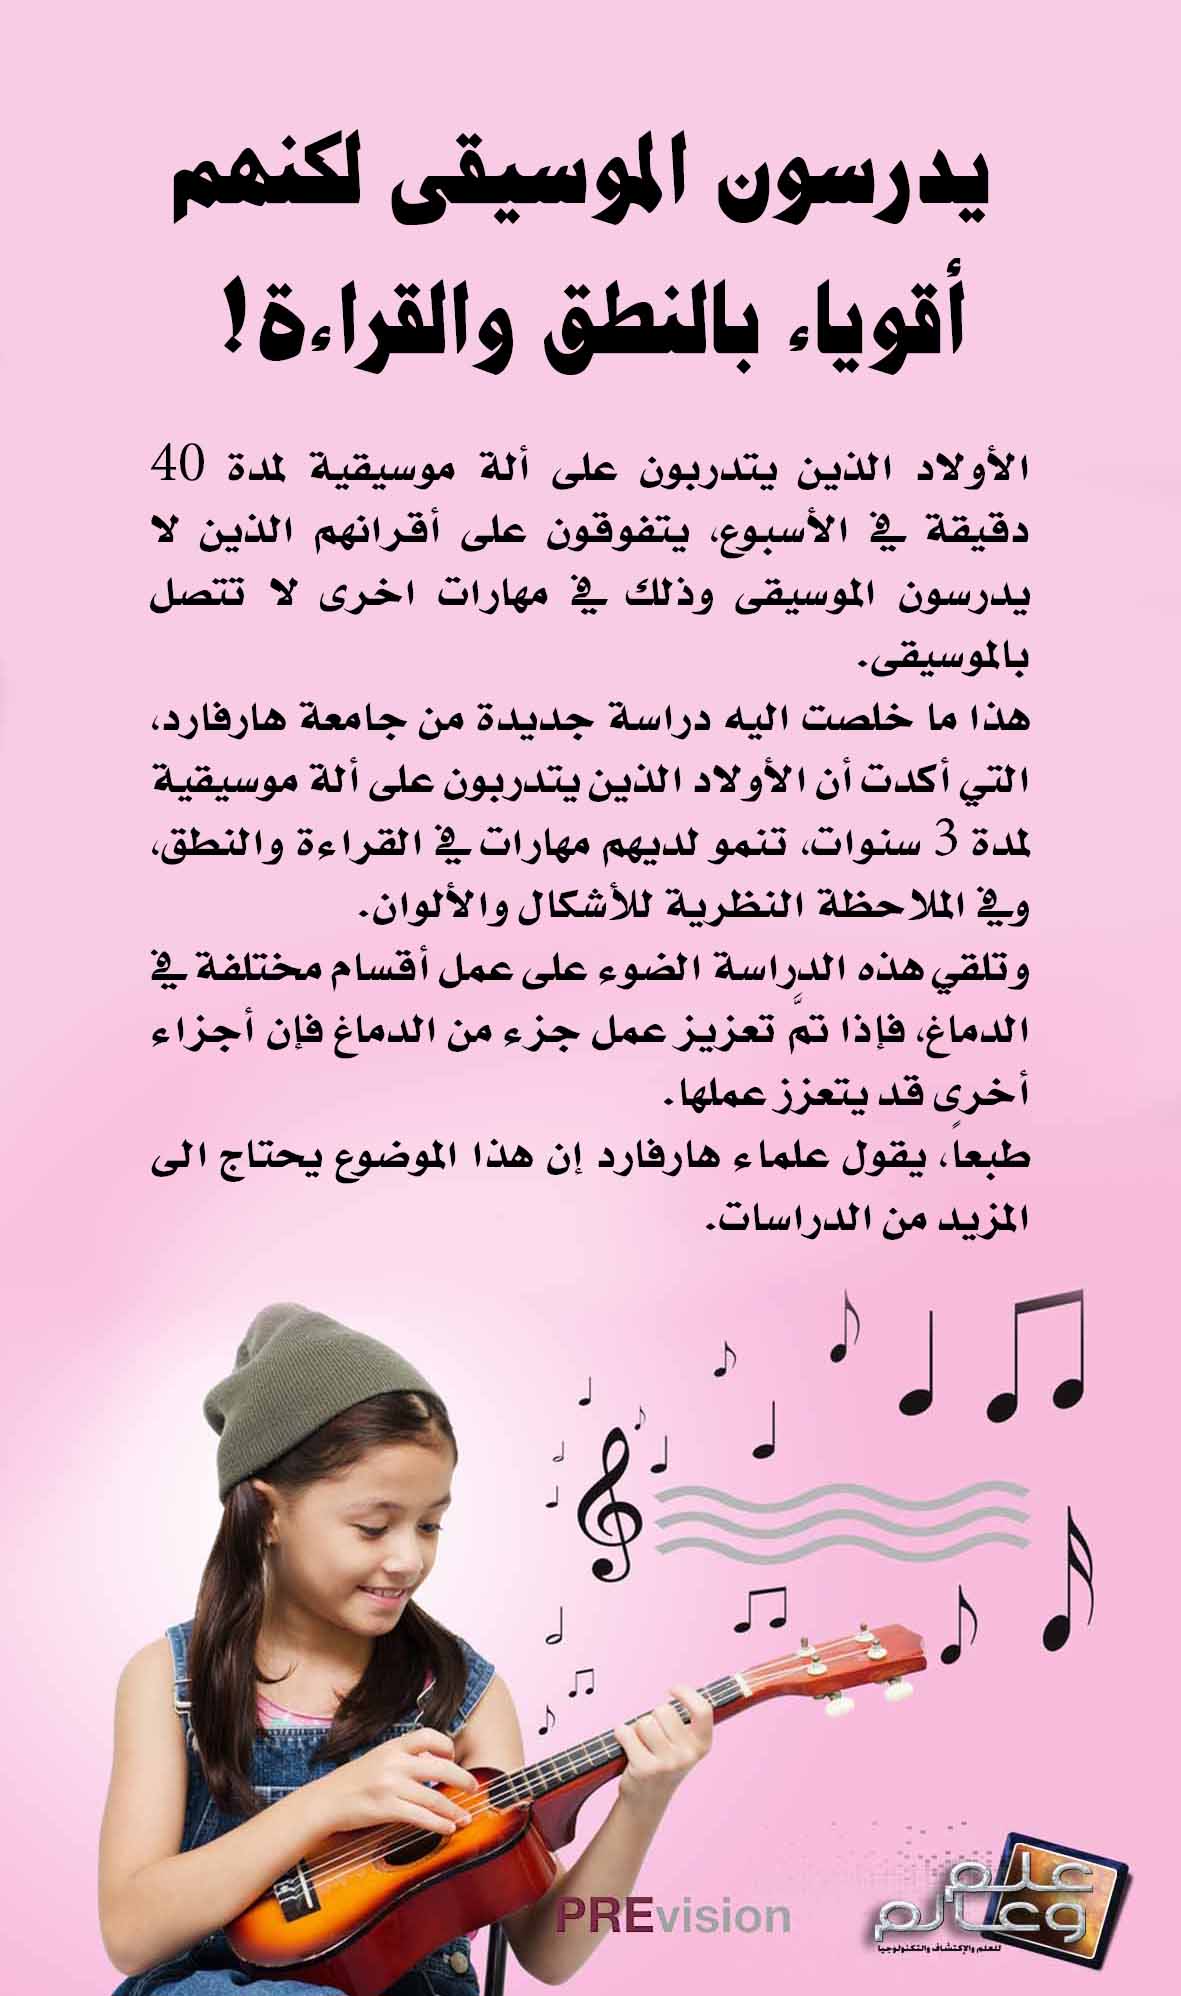 يدرسون الموسيقى لكنهم
أقوياء بالنطق والقراءة!
الأولاد الذين يتدربون على ألة موسيقية لمدة 40
دقيقة في الأسبوع، يتفوقون على أقرانهم الذين لا
يدرسون الموسيقى وذلك في مهارات اخرى لا تتصل
بالموسيقى.
هذا ما خلصت اليه دراسة جديدة من جامعة هارفارد،
التي أكدت أن الأولاد الذين يتدربون على ألة موسيقية
لمدة 3 سنوات، تنمو لديهم مهارات في القراءة والنطق،
وفي الملاحظة النظرية للأشكال والألوان.
وتلقي هذه الدراسة الضوء على عمل أقسام مختلفة في
الدماغ، فإذا تمَّ تعزيز عمل جزء من الدماغ فإن أجزاء
أخرى قد يتعزز عملها.
طبعاً، يقول علماء هارفارد إن هذا الموضوع يحتاج الى
المزيد من الدراسات.
PREvision
علم
وعالم
للعلم والإكتشاف والتكنولوجيا